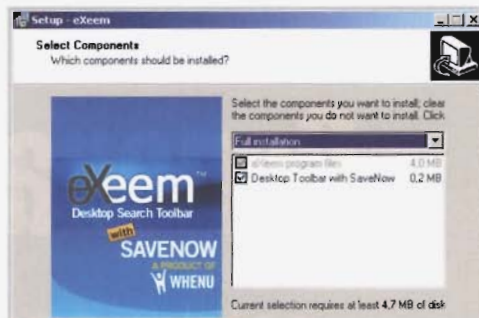 Setup - eXeem
Select Components
Which components should be installed?
Select the components you want to install; clear
the components you do not want to install. Click
Full installation
eXeem program files 4,0 MB
Desktop Toolbar with SaveNow 0,2 MB
eXeem™
Desktop Search Toolbar
with
SAVENOW
A PRODUCT OF
WHENU
Current selection requires at least 4,7 MB of disk